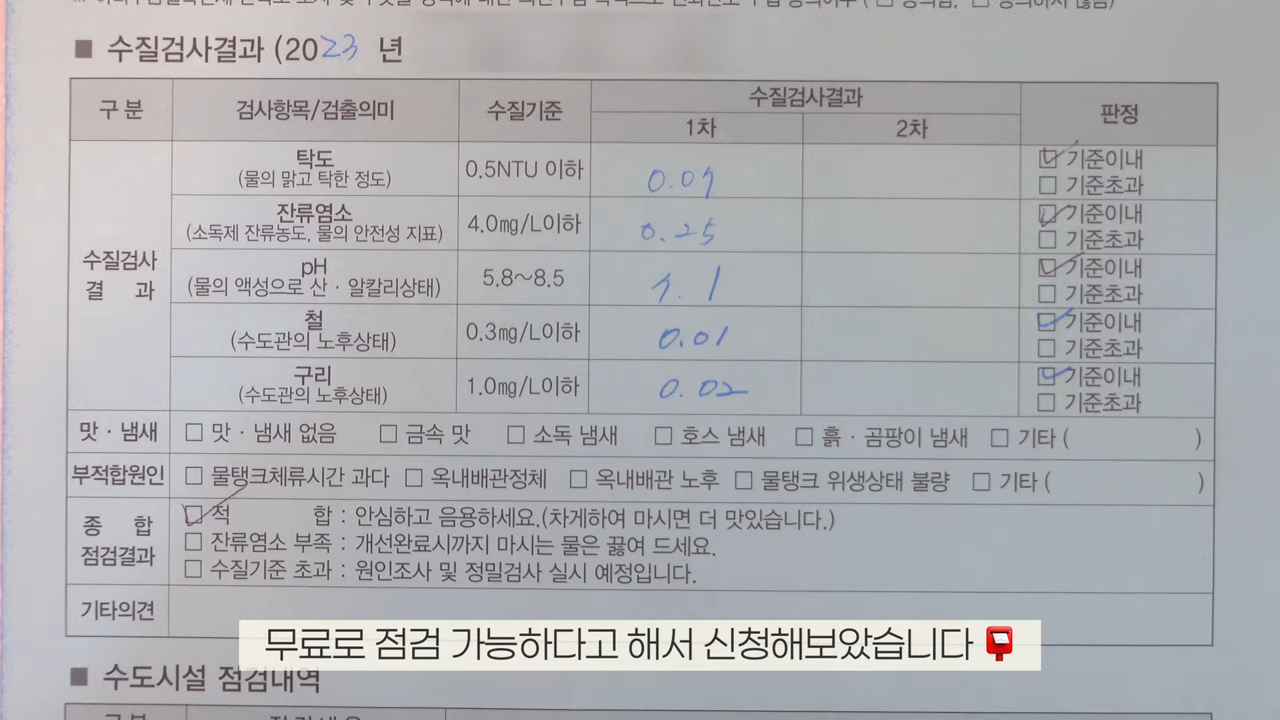 ■ 수질검사결과 (2023 년
구 분 검사항목/검출의미 수질기준 수질검사결과 판정
1차 2차
수질검사 결 과
탁도 (물의 맑고 탁한 정도) 0.5NTU 이하 0.07 ☑ 기준이내 ☐ 기준초과
잔류염소 (소독제 잔류농도, 물의 안전성 지표) 4.0mg/L이하 0.25 ☑ 기준이내 ☐ 기준초과
pH (물의 액성으로 산 · 알칼리상태) 5.8~8.5 7.1 ☑ 기준이내 ☐ 기준초과
철 (수도관의 노후상태) 0.3mg/L이하 0.01 ☑ 기준이내 ☐ 기준초과
구리 (수도관의 노후상태) 1.0mg/L이하 0.02 ☑ 기준이내 ☐ 기준초과
맛 · 냄새 ☐ 맛 · 냄새 없음 ☐ 금속 맛 ☐ 소독 냄새 ☐ 호스 냄새 ☐ 흙 · 곰팡이 냄새 ☐ 기타 ( )
부적합원인 ☐ 물탱크체류시간 과다 ☐ 옥내배관정체 ☐ 옥내배관 노후 ☐ 물탱크 위생상태 불량 ☐ 기타 ( )
종 합 점검결과
☑ 적 합 : 안심하고 음용하세요.(차게하여 마시면 더 맛있습니다.)
☐ 잔류염소 부족 : 개선완료시까지 마시는 물은 끓여 드세요.
☐ 수질기준 초과 : 원인조사 및 정밀검사 실시 예정입니다.
기타의견
무료로 점검 가능하다고 해서 신청해보았습니다
■ 수도시설 점검내역